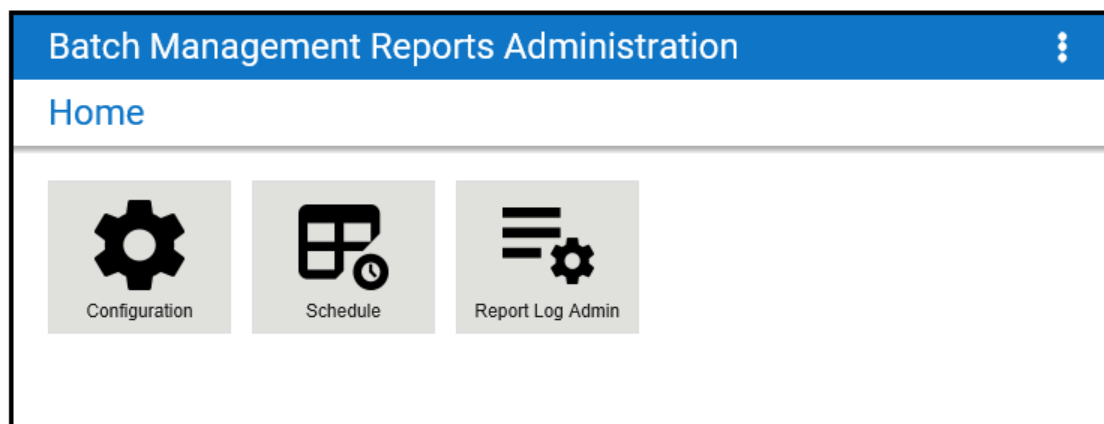 Batch Management Reports Administration
Home
Configuration
Schedule
Report Log Admin